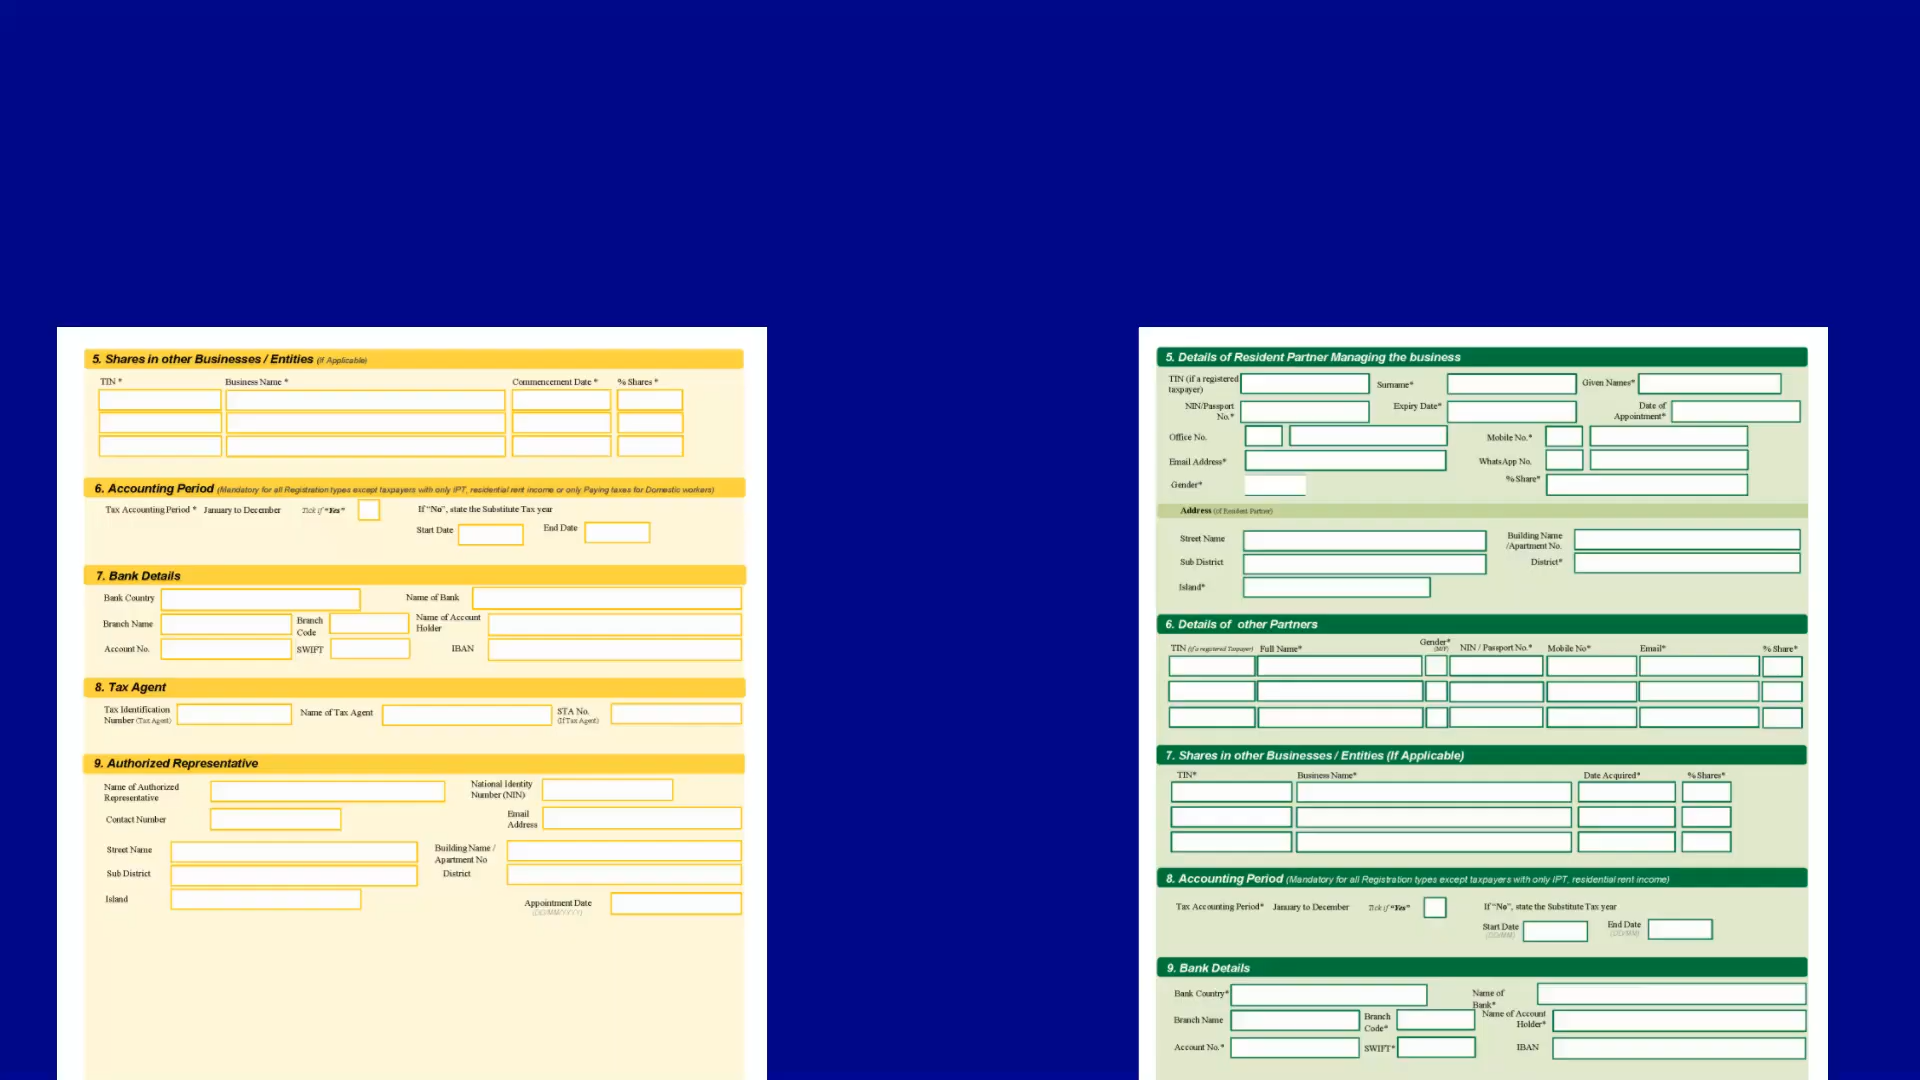 5. Shares in other Businesses / Entities (If Applicable)
TIN * Business Name * Commencement Date * % Shares *
6. Accounting Period (Mandatory for all Registration types except taxpayers with only IPT, residential rent income or only Paying taxes for Domestic workers)
Tax Accounting Period * January to December Tick if "Yes" If "No", state the Substitute Tax year
Start Date End Date
7. Bank Details
Bank Country Name of Bank
Branch Name Branch Code Name of Account Holder
Account No. SWIFT IBAN
8. Tax Agent
Tax Identification Number (Tax Agent) Name of Tax Agent STA No. (If Tax Agent)
9. Authorized Representative
Name of Authorized Representative National Identity Number (NIN)
Contact Number Email Address
Street Name Building Name / Apartment No
Sub District District
Island Appointment Date
(DD/MM/YYYY)
5. Details of Resident Partner Managing the business
TIN (if a registered taxpayer) Surname* Given Names*
NIN/Passport No.* Expiry Date* Date of Appointment*
Office No. Mobile No.*
Email Address* WhatsApp No.
Gender* % Share*
Address (of Resident Partner)
Street Name Building Name /Apartment No.
Sub District District*
Island*
6. Details of other Partners
TIN (if a registered Taxpayer) Full Name* Gender* (M/F) NIN / Passport No.* Mobile No* Email* % Share*
7. Shares in other Businesses / Entities (If Applicable)
TIN* Business Name* Date Acquired* % Shares*
8. Accounting Period (Mandatory for all Registration types except taxpayers with only IPT, residential rent income)
Tax Accounting Period* January to December Tick if "Yes" If "No", state the Substitute Tax year
Start Date (DD/MM) End Date (DD/MM)
9. Bank Details
Bank Country* Name of Bank*
Branch Name Branch Code* Name of Account Holder*
Account No.* SWIFT* IBAN